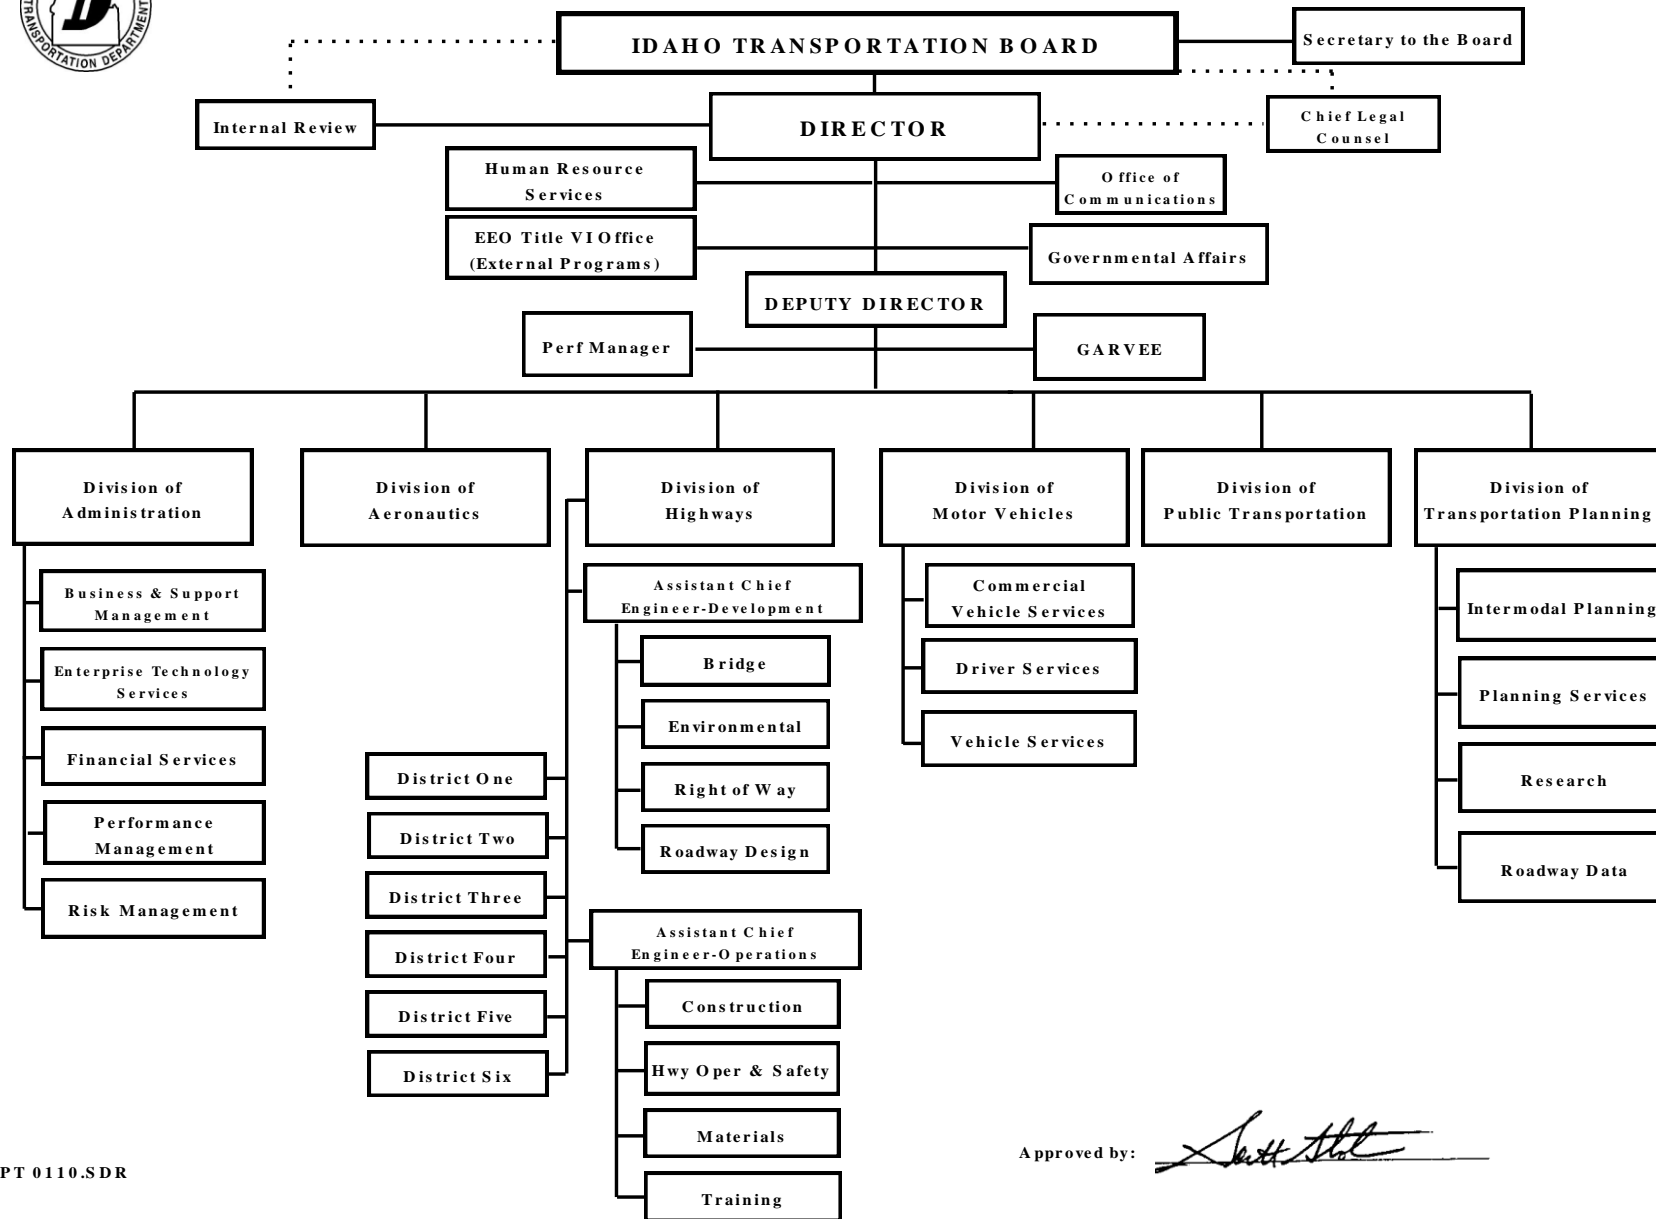 TRANSPORTATION DEPARTMENT
IDAHO TRANSPORTATION BOARD
Secretary to the Board
Internal Review
DIRECTOR
Chief Legal
Counsel
Human Resource
Services
Office of
Communications
EEO Title VI Office
(External Programs)
Governmental Affairs
DEPUTY DIRECTOR
Perf Manager
GARVEE
Division of
Administration
Division of
Aeronautics
Division of
Highways
Division of
Motor Vehicles
Division of
Public Transportation
Division of
Transportation Planning
Business & Support
Management
Enterprise Technology
Services
Financial Services
Performance
Management
Risk Management
District One
District Two
District Three
District Four
District Five
District Six
Assistant Chief
Engineer-Development
Bridge
Environmental
Right of Way
Roadway Design
Assistant Chief
Engineer-Operations
Construction
Hwy Oper & Safety
Materials
Training
Commercial
Vehicle Services
Driver Services
Vehicle Services
Intermodal Planning
Planning Services
Research
Roadway Data
PT 0110.SDR
Approved by: